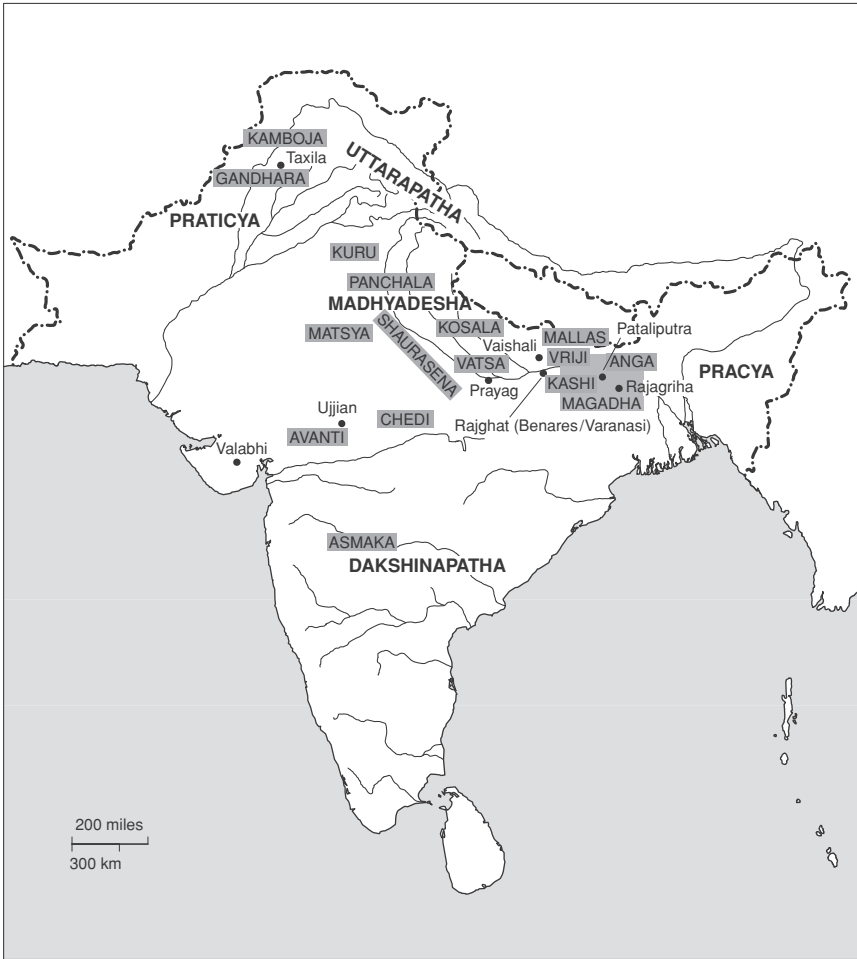 KAMBOJA
Taxila
GANDHARA
UTTARAPATHA
PRATICYA
KURU
PANCHALA
MADHYADESHA
MATSYA
SHAURASENA
KOSALA
MALLAS
Pataliputra
Vaishali
VRIJI
ANGA
VATSA
PRACYA
KASHI
Rajagriha
Prayag
MAGADHA
Ujjian
CHEDI
Rajghat (Benares/Varanasi)
AVANTI
Valabhi
ASMAKA
DAKSHINAPATHA
200 miles
300 km